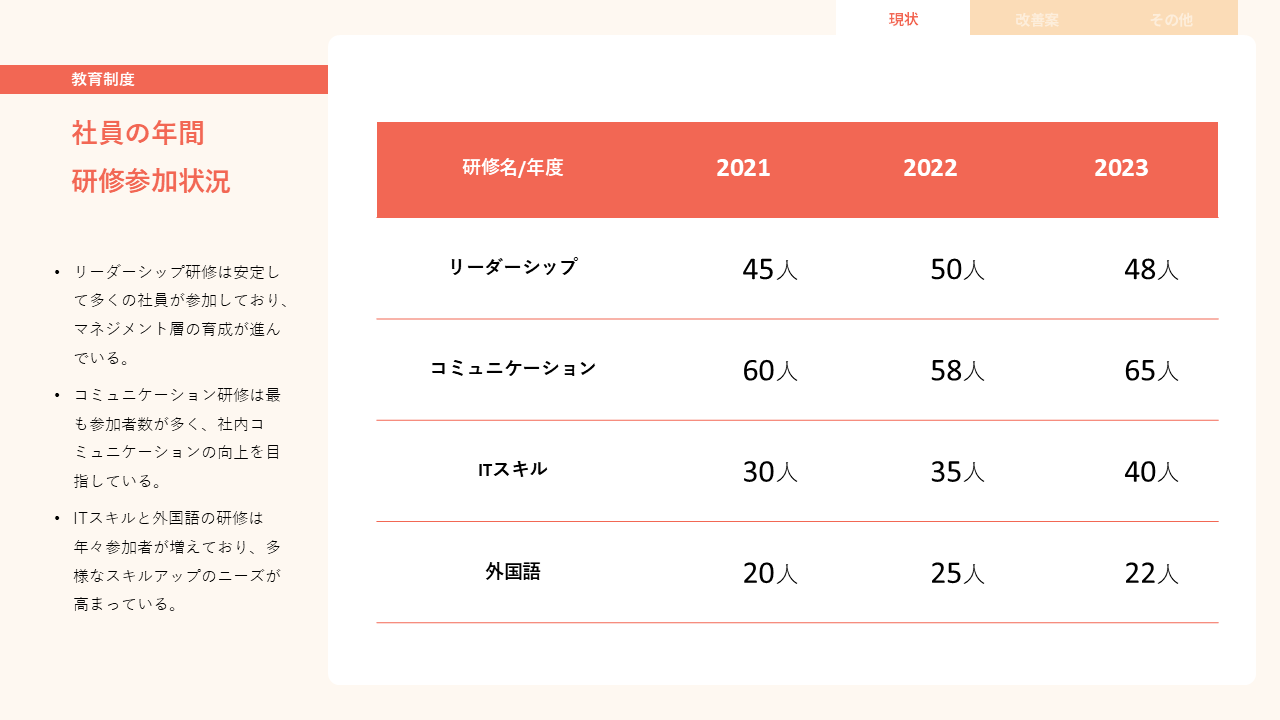 現状
改善案
その他
教育制度
社員の年間
研修参加状況
• リーダーシップ研修は安定し
て多くの社員が参加しており、
マネジメント層の育成が進ん
でいる。
• コミュニケーション研修は最
も参加者数が多く、社内コ
ミュニケーションの向上を目
指している。
• ITスキルと外国語の研修は
年々参加者が増えており、多
様なスキルアップのニーズが
高まっている。
研修名/年度 2021 2022 2023
リーダーシップ 45人 50人 48人
コミュニケーション 60人 58人 65人
ITスキル 30人 35人 40人
外国語 20人 25人 22人